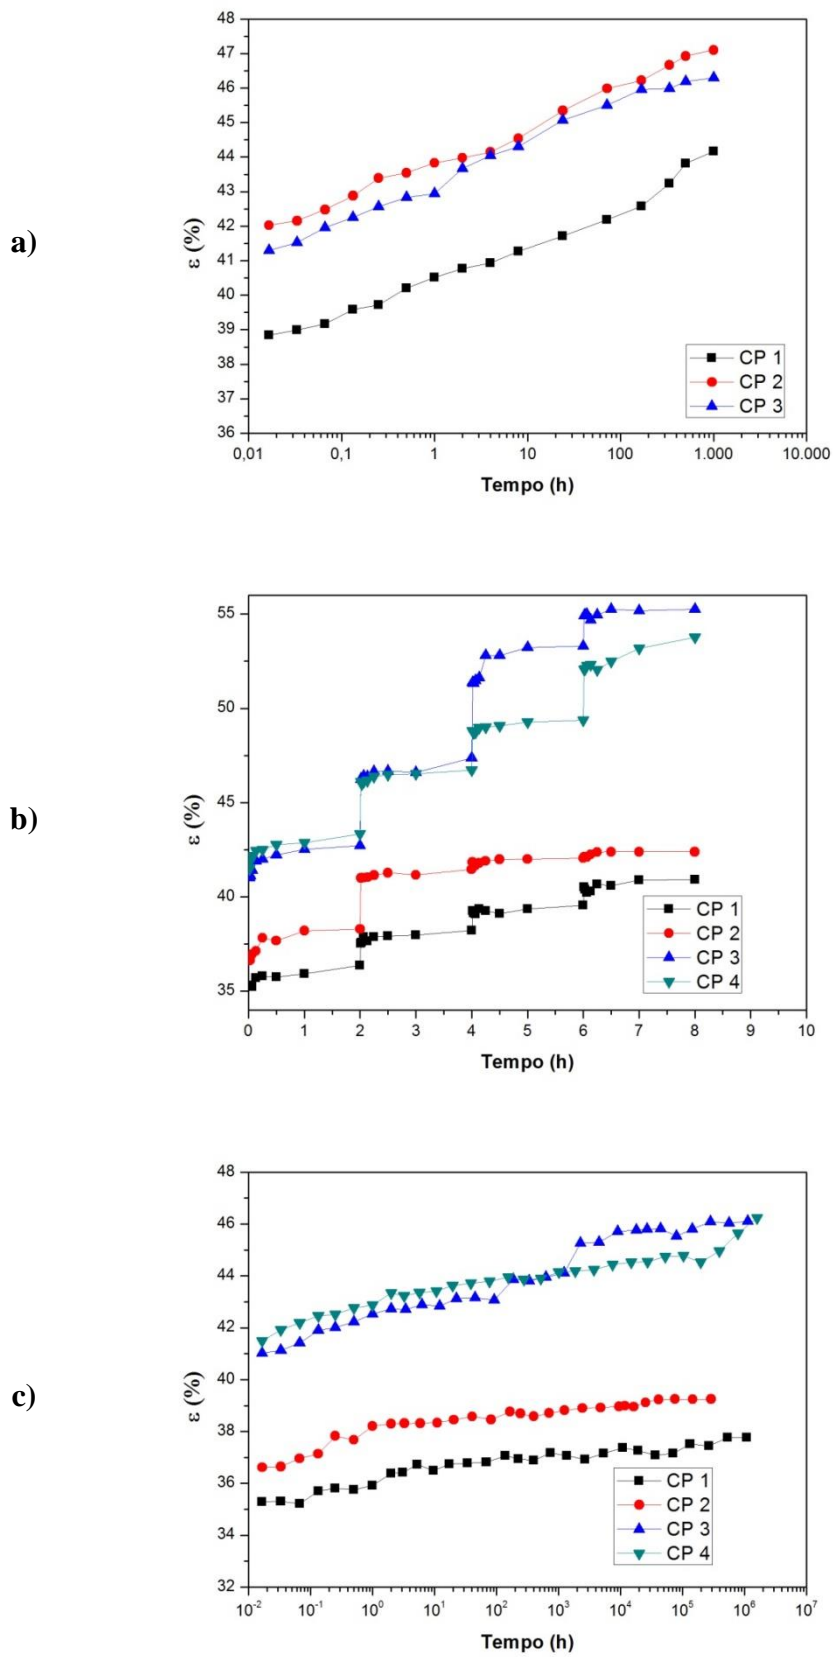 a)
48
47
46
45
44
43
42
41
40
39
38
37
36
ε (%)
0,01 0,1 1 10 100 1.000 10.000
Tempo (h)
CP 1
CP 2
CP 3
b)
55
50
45
40
35
ε (%)
0 1 2 3 4 5 6 7 8 9 10
Tempo (h)
CP 1
CP 2
CP 3
CP 4
c)
48
46
44
42
40
38
36
34
32
ε (%)
10⁻² 10⁻¹ 10⁰ 10¹ 10² 10³ 10⁴ 10⁵ 10⁶ 10⁷
Tempo (h)
CP 1
CP 2
CP 3
CP 4